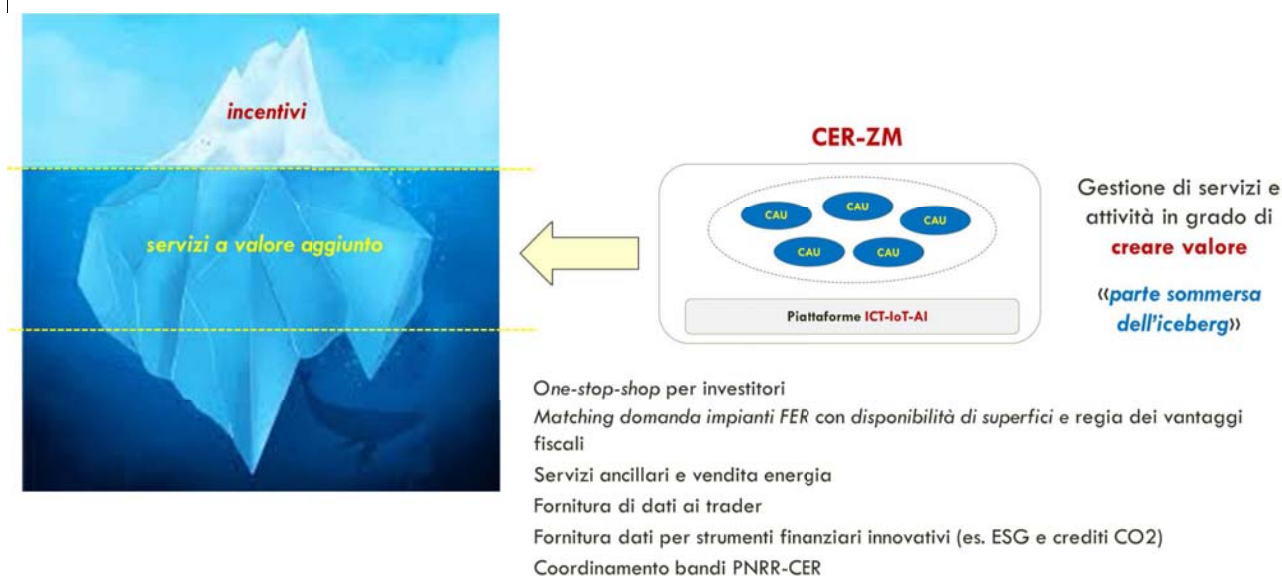 incentivi
servizi a valore aggiunto
CER-ZM
CAU
CAU
CAU
CAU
CAU
Piattaforme ICT-IoT-AI
Gestione di servizi e
attività in grado di
creare valore
«parte sommersa
dell'iceberg»
One-stop-shop per investitori
Matching domanda impianti FER con disponibilità di superfici e regia dei vantaggi
fiscali
Servizi ancillari e vendita energia
Fornitura di dati ai trader
Fornitura dati per strumenti finanziari innovativi (es. ESG e crediti CO2)
Coordinamento bandi PNRR-CER